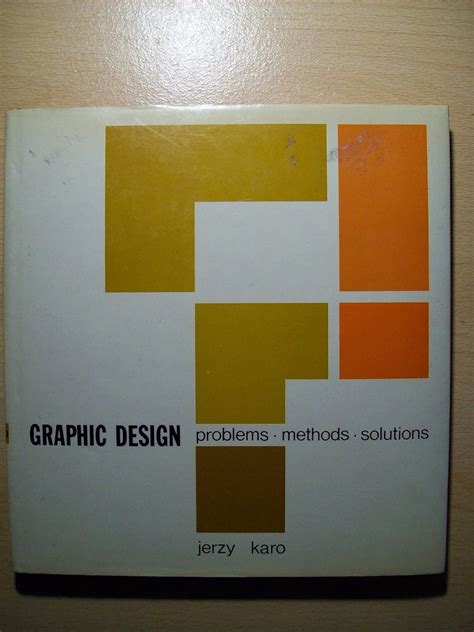 GRAPHIC DESIGN problems · methods · solutions
jerzy karo